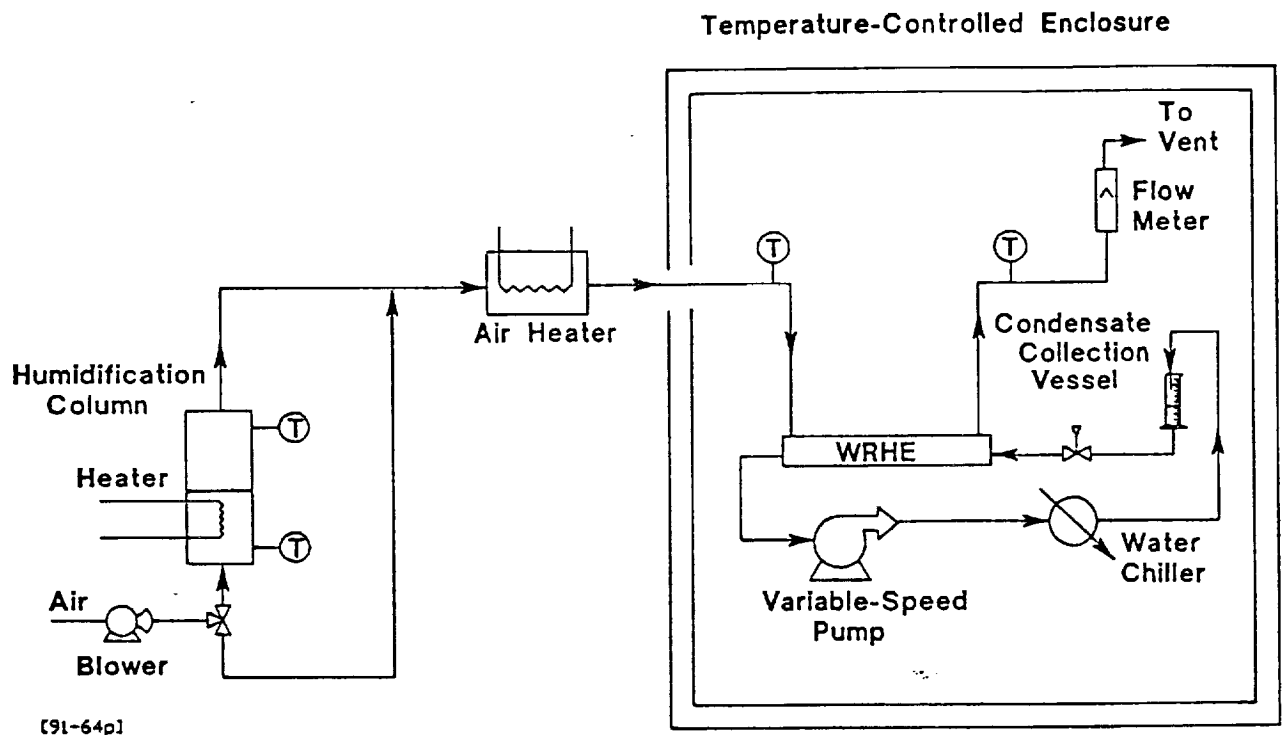 Temperature-Controlled Enclosure
To
Vent
Flow
Meter
T
T
Air Heater
Condensate
Collection
Vessel
Humidification
Column
T
WRHE
Heater
T
Water
Chiller
Air
Variable-Speed
Pump
Blower
[91-64p]